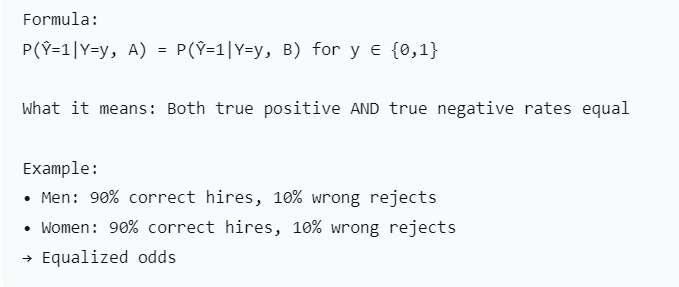 Formula:
P(Ŷ=1|Y=y, A) = P(Ŷ=1|Y=y, B) for y ∈ {0,1}
What it means: Both true positive AND true negative rates equal
Example:
• Men: 90% correct hires, 10% wrong rejects
• Women: 90% correct hires, 10% wrong rejects
→ Equalized odds